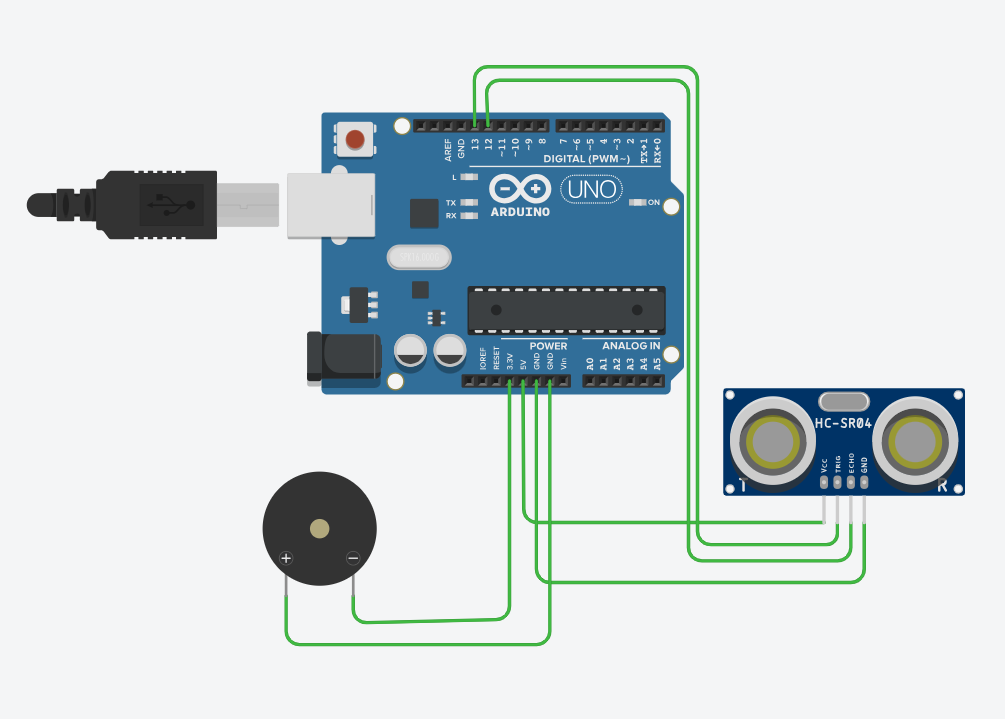 AREF
GND
13
12
~11
~10
~9
8
7
~6
~5
4
~3
2
TX→1
RX←0
DIGITAL (PWM~)
L
TX
RX
ARDUINO
UNO
ON
POWER
ANALOG IN
IOREF
RESET
3.3V
5V
GND
GND
Vin
A0
A1
A2
A3
A4
A5
HC-SR04
VCC
TRIG
ECHO
GND
T
R
+
−